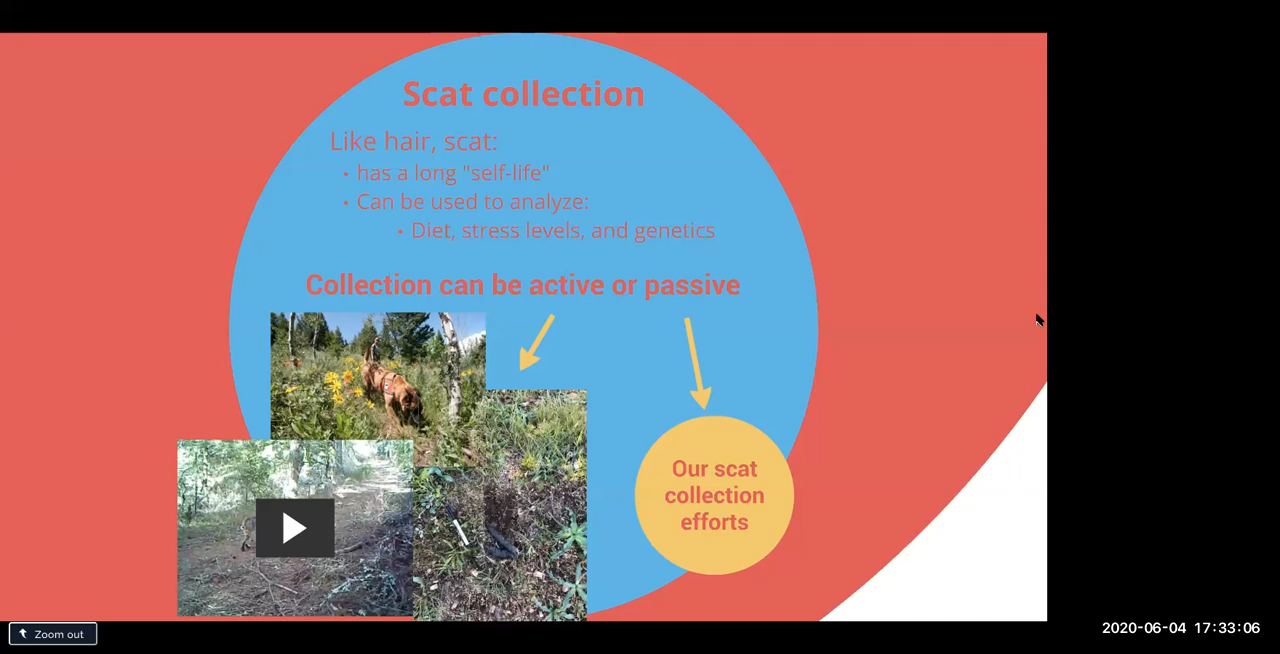 Scat collection
Like hair, scat:
• has a long "self-life"
• Can be used to analyze:
• Diet, stress levels, and genetics
Collection can be active or passive
Our scat
collection
efforts
Zoom out
2020-06-04 17:33:06